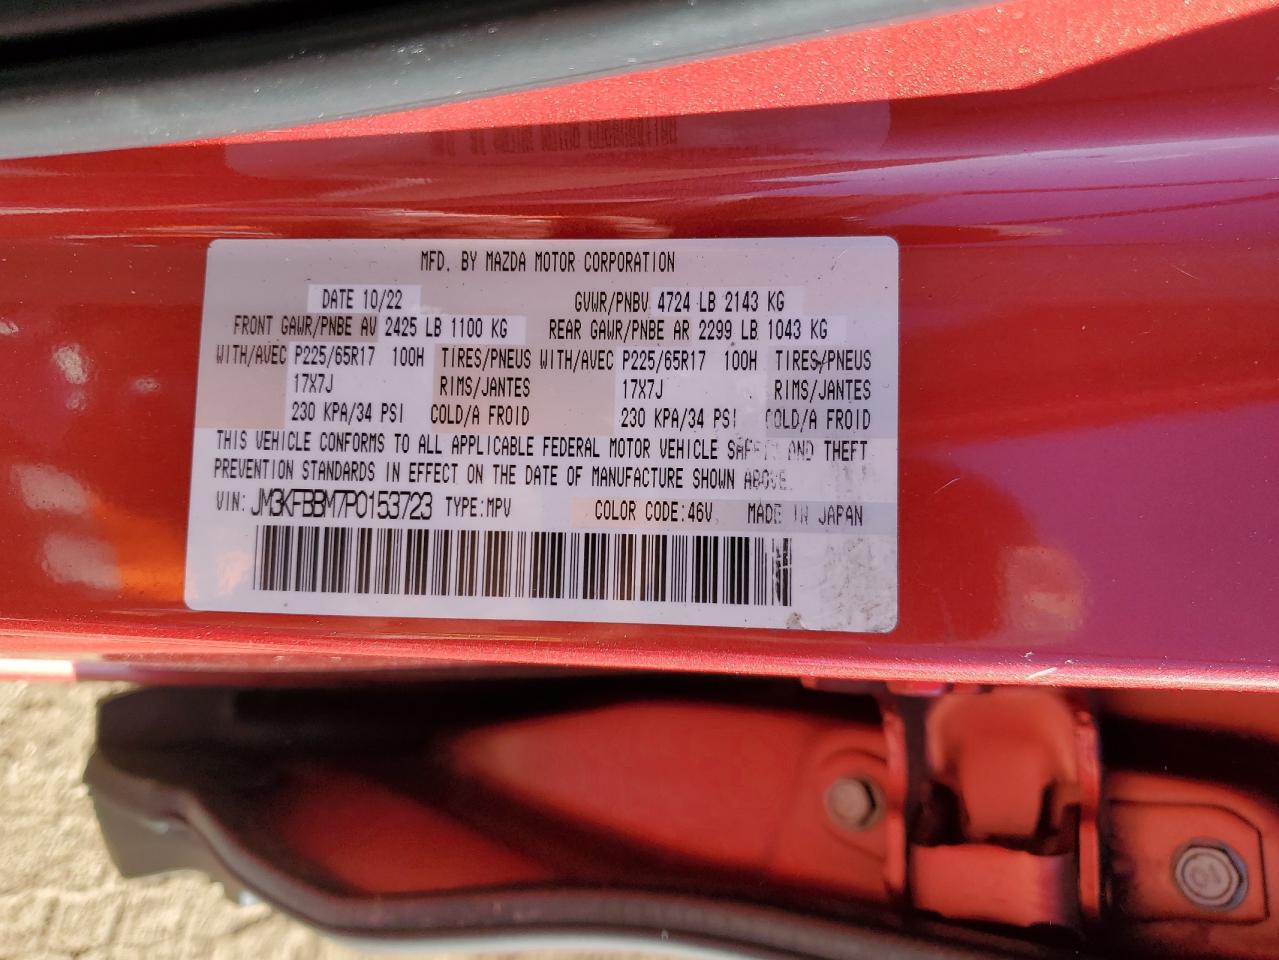 MFD. BY MAZDA MOTOR CORPORATION
DATE 10/22 GVWR/PNBV 4724 LB 2143 KG
FRONT GAWR/PNBE AV 2425 LB 1100 KG REAR GAWR/PNBE AR 2299 LB 1043 KG
WITH/AVEC P225/65R17 100H TIRES/PNEUS WITH/AVEC P225/65R17 100H TIRES/PNEUS
17X7J RIMS/JANTES 17X7J RIMS/JANTES
230 KPA/34 PSI COLD/A FROID 230 KPA/34 PSI COLD/A FROID
THIS VEHICLE CONFORMS TO ALL APPLICABLE FEDERAL MOTOR VEHICLE SAFETY AND THEFT
PREVENTION STANDARDS IN EFFECT ON THE DATE OF MANUFACTURE SHOWN ABOVE.
VIN: JM3KFBBM7P0153723 TYPE:MPV COLOR CODE:46V MADE IN JAPAN
10